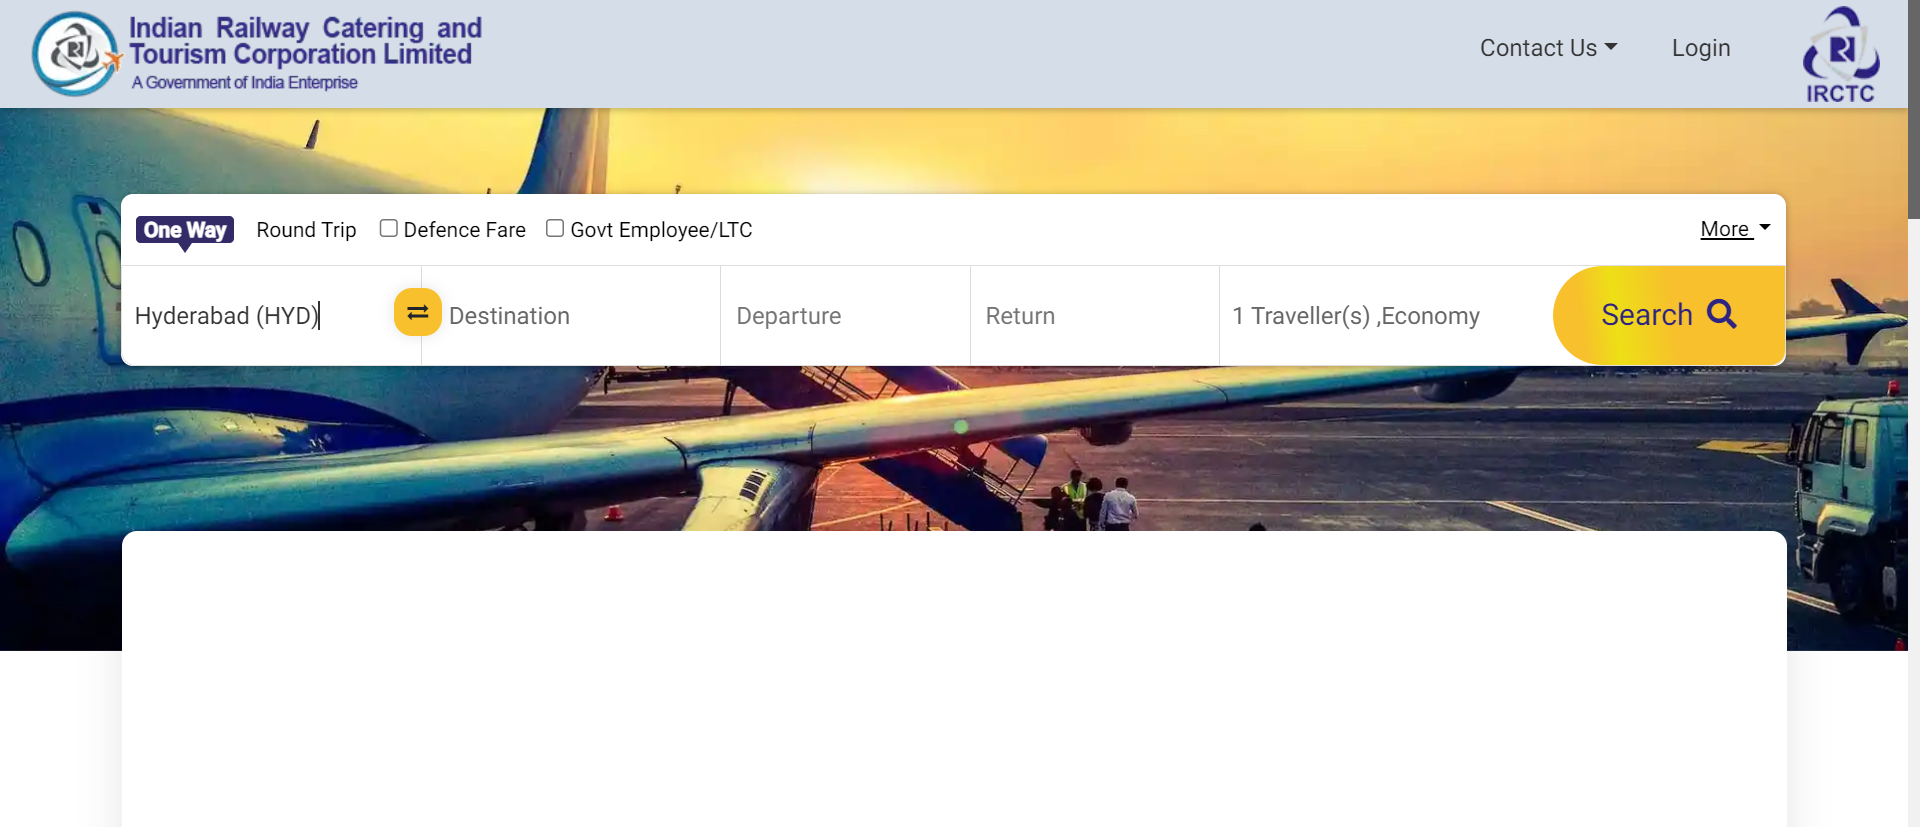 Indian Railway Catering and
Tourism Corporation Limited
A Government of India Enterprise
Contact Us
Login
IRCTC
One Way
Round Trip
Defence Fare
Govt Employee/LTC
More
Hyderabad (HYD)
Destination
Departure
Return
1 Traveller(s) ,Economy
Search